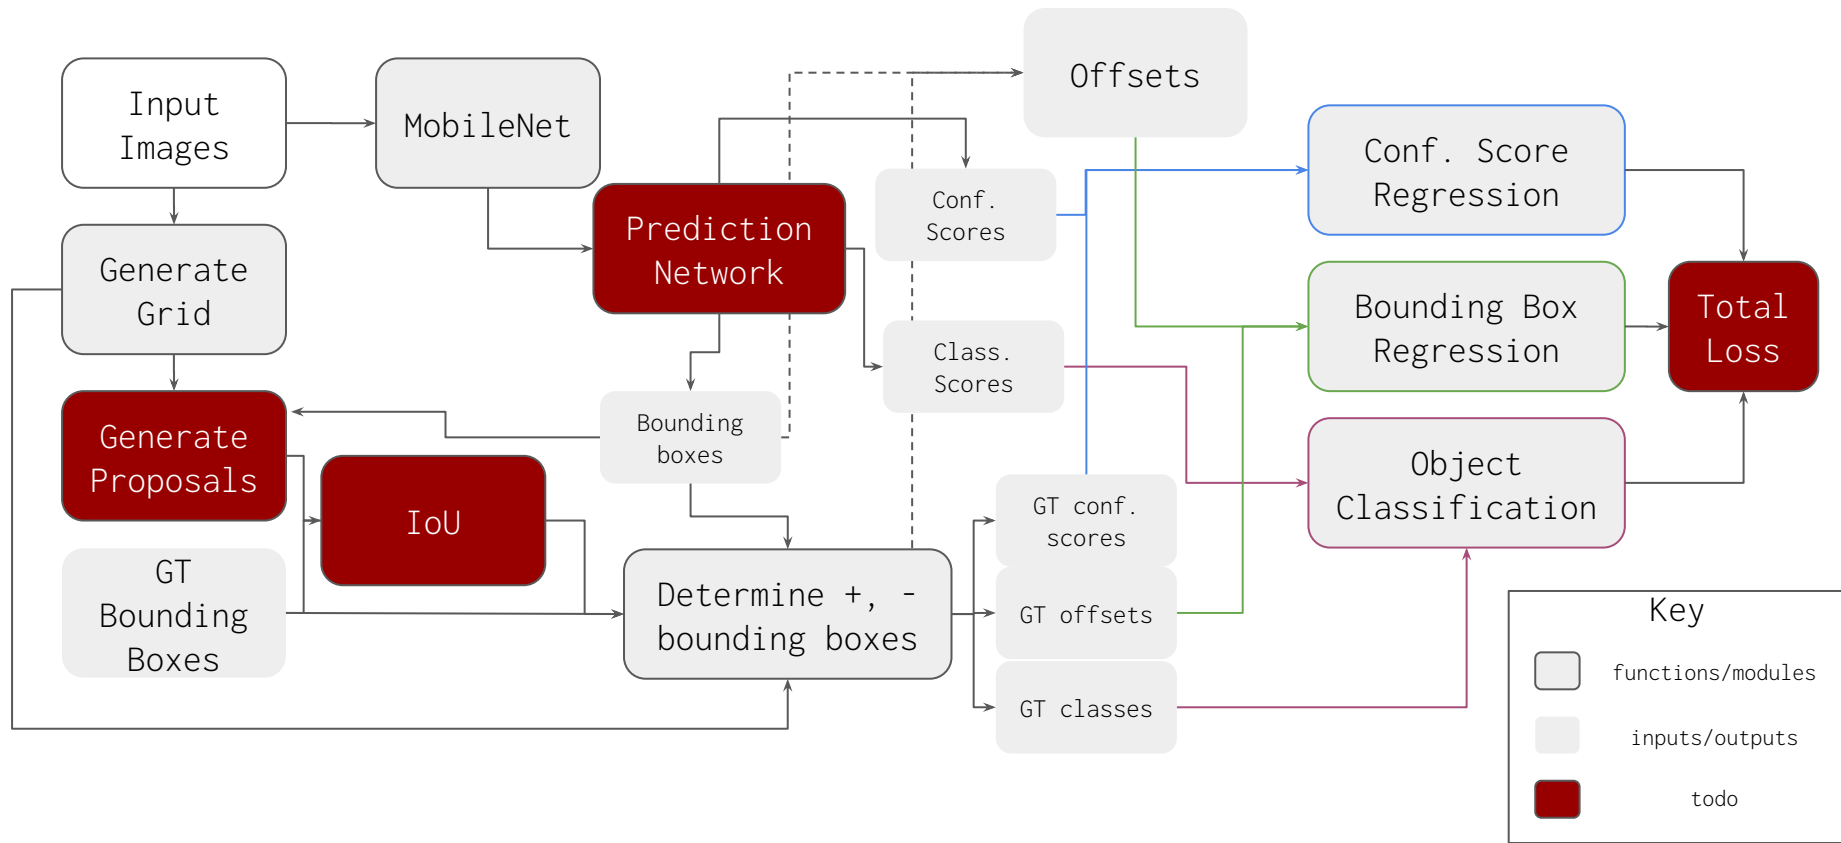 Input
Images
MobileNet
Offsets
Generate
Grid
Prediction
Network
Conf.
Scores
Conf. Score
Regression
Class.
Scores
Bounding Box
Regression
Total
Loss
Generate
Proposals
Bounding
boxes
IoU
Object
Classification
GT
Bounding
Boxes
Determine +, -
bounding boxes
GT conf.
scores
GT offsets
GT classes
Key
functions/modules
inputs/outputs
todo